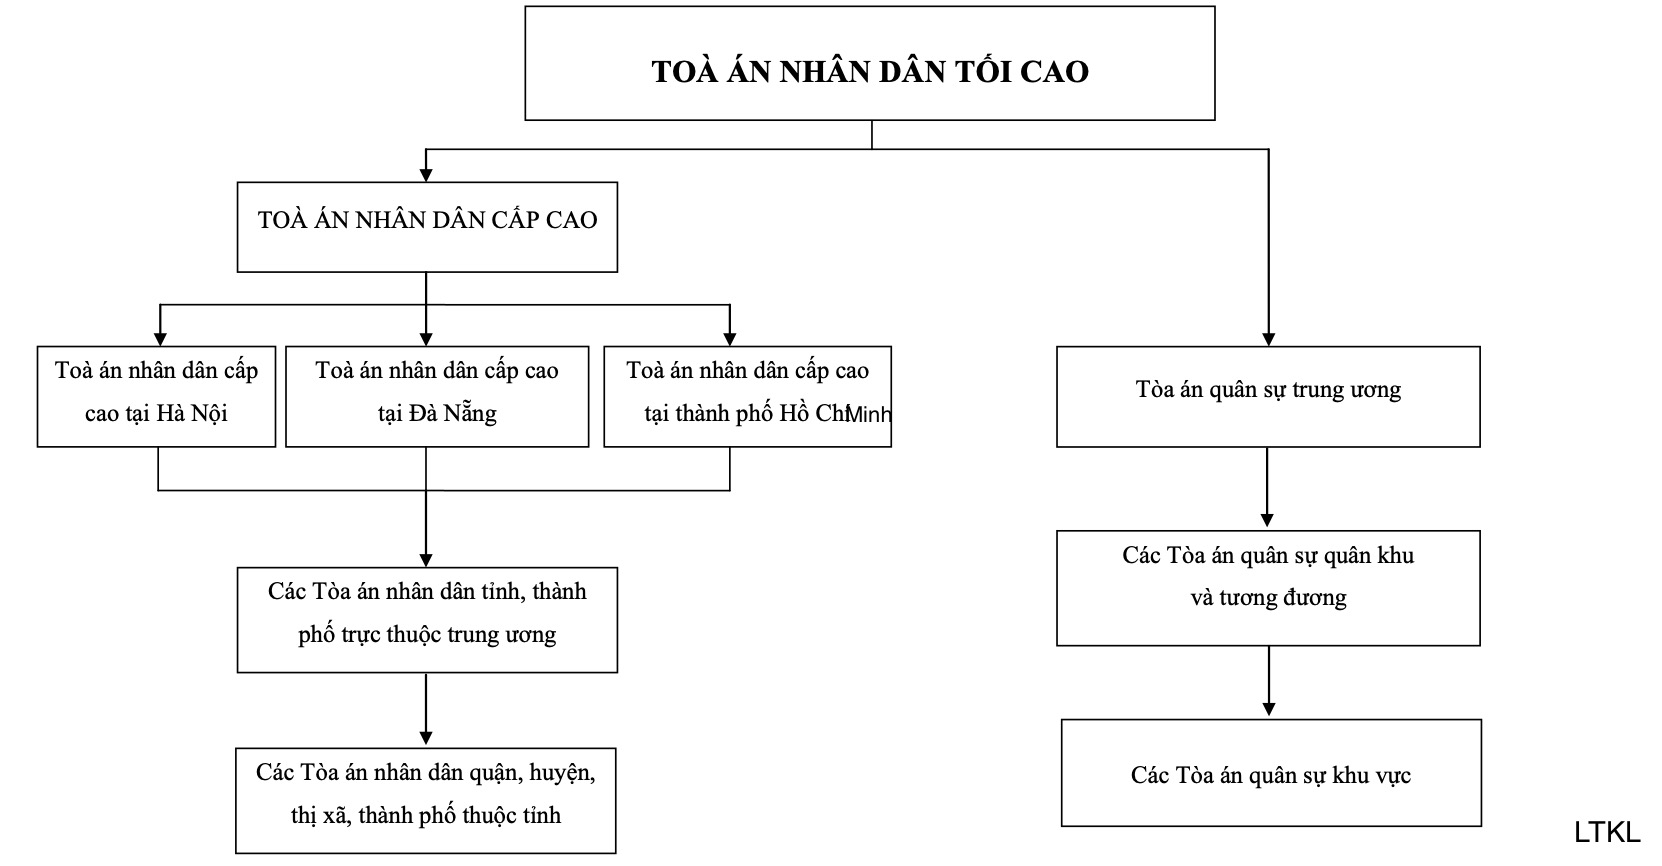 TOÀ ÁN NHÂN DÂN TỐI CAO
TOÀ ÁN NHÂN DÂN CẤP CAO
Toà án nhân dân cấp
cao tại Hà Nội
Toà án nhân dân cấp cao
tại Đà Nẵng
Toà án nhân dân cấp cao
tại thành phố Hồ Chí Minh
Tòa án quân sự trung ương
Các Tòa án quân sự quân khu
và tương đương
Các Tòa án nhân dân tỉnh, thành
phố trực thuộc trung ương
Các Tòa án nhân dân quận, huyện,
thị xã, thành phố thuộc tỉnh
Các Tòa án quân sự khu vực
LTKL